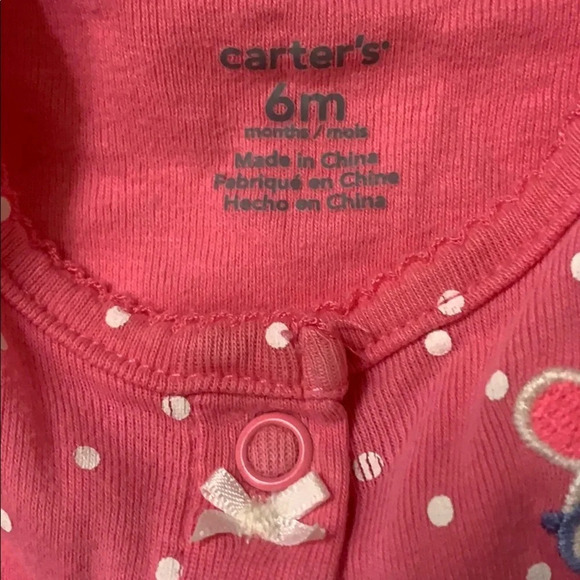 carter's
6m
months / mois
Made in China
Fabriqué en Chine
Hecho en China